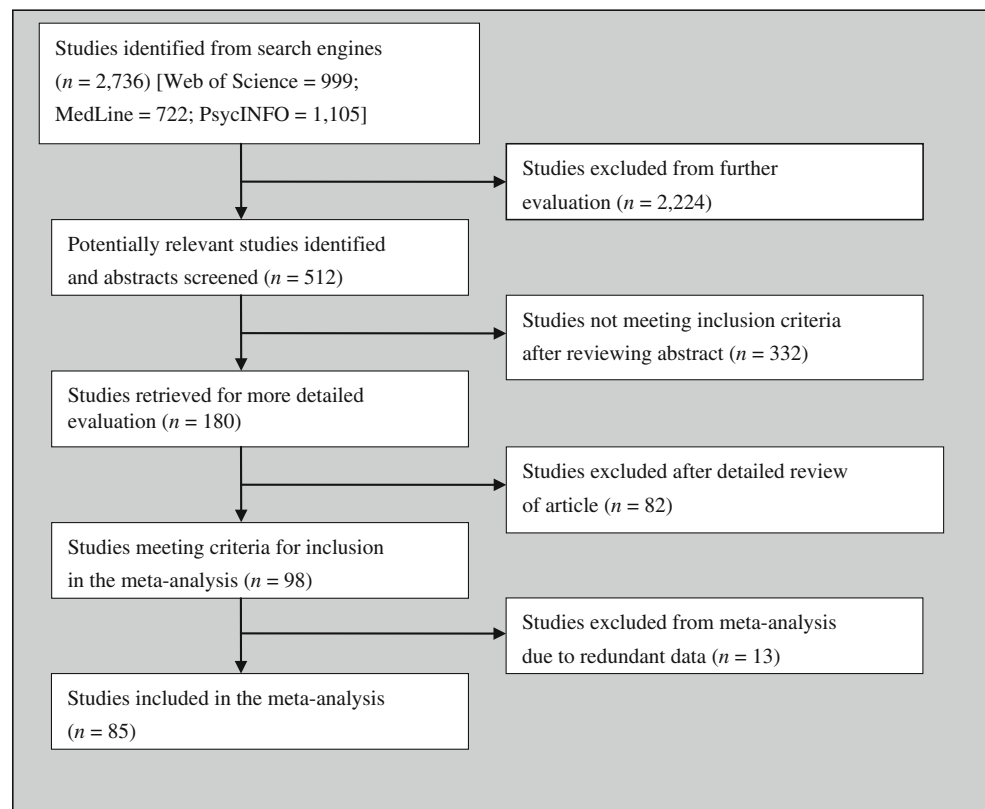 Studies identified from search engines
(n = 2,736) [Web of Science = 999;
MedLine = 722; PsycINFO = 1,105]
Studies excluded from further
evaluation (n = 2,224)
Potentially relevant studies identified
and abstracts screened (n = 512)
Studies not meeting inclusion criteria
after reviewing abstract (n = 332)
Studies retrieved for more detailed
evaluation (n = 180)
Studies excluded after detailed review
of article (n = 82)
Studies meeting criteria for inclusion
in the meta-analysis (n = 98)
Studies excluded from meta-analysis
due to redundant data (n = 13)
Studies included in the meta-analysis
(n = 85)